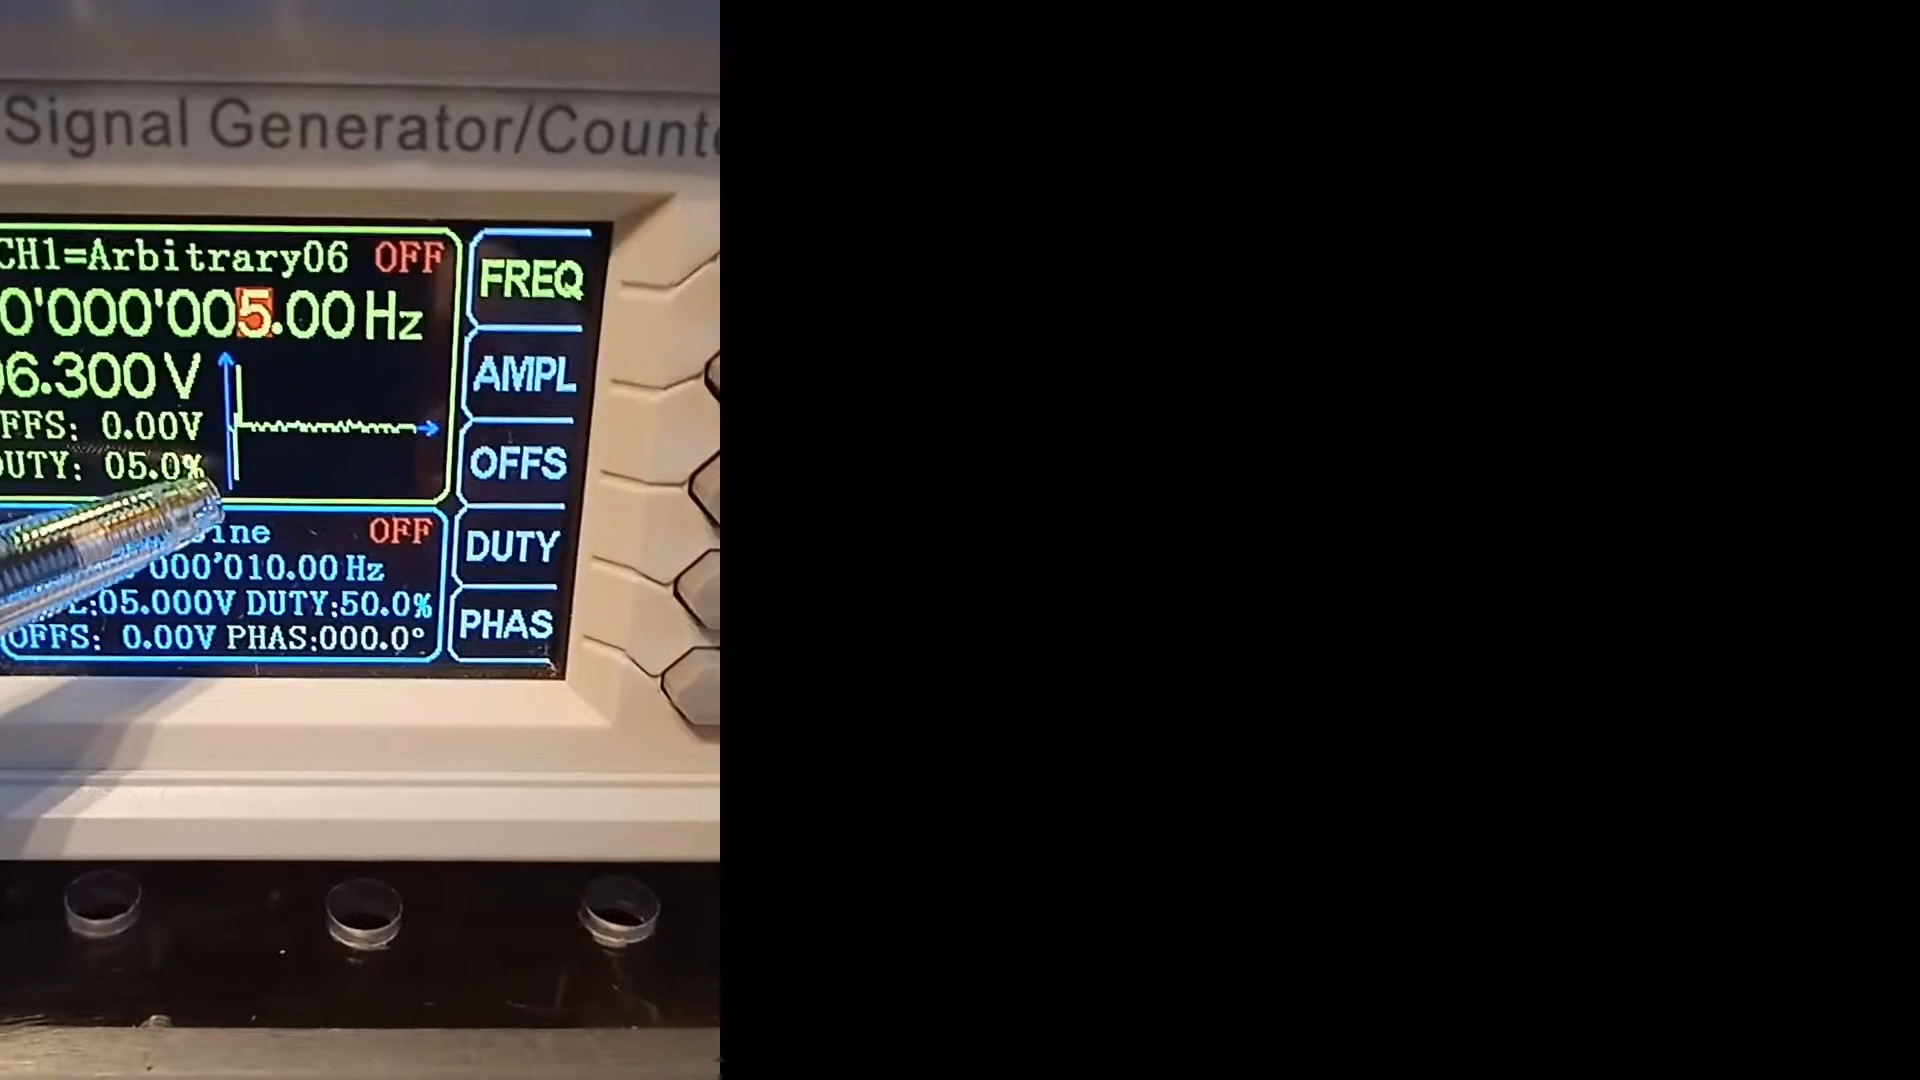 Signal Generator/Count
CH1=Arbitrary06 OFF
0'000'005.00 Hz
06.300 V
FFS: 0.00V
DUTY: 05.0%
ine OFF
000'010.00 Hz
L:05.000V DUTY:50.0%
OFFS: 0.00V PHAS:000.0°
FREQ
AMPL
OFFS
DUTY
PHAS